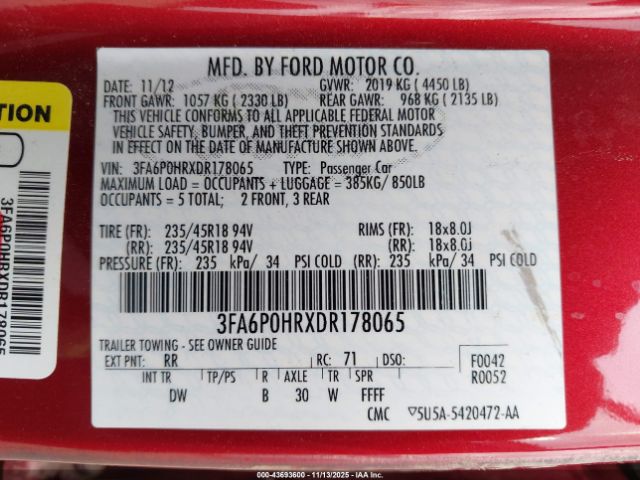 MFD. BY FORD MOTOR CO.
DATE: 11/12 GVWR: 2019 KG ( 4450 LB)
FRONT GAWR: 1057 KG ( 2330 LB) REAR GAWR: 968 KG ( 2135 LB)
THIS VEHICLE CONFORMS TO ALL APPLICABLE FEDERAL MOTOR
VEHICLE SAFETY, BUMPER, AND THEFT PREVENTION STANDARDS
IN EFFECT ON THE DATE OF MANUFACTURE SHOWN ABOVE.
VIN: 3FA6P0HRXDR178065 TYPE: Passenger Car
MAXIMUM LOAD = OCCUPANTS + LUGGAGE = 385KG/ 850LB
OCCUPANTS = 5 TOTAL, 2 FRONT, 3 REAR
TIRE (FR): 235/45R18 94V RIMS (FR): 18x8.0J
(RR): 235/45R18 94V (RR): 18x8.0J
PRESSURE (FR): 235 kPa/ 34 PSI COLD (RR): 235 kPa/ 34 PSI COLD
3FA6P0HRXDR178065
TRAILER TOWING - SEE OWNER GUIDE
EXT PNT: RR RC: 71 DSO: F0042
R0052
INT TR TP/PS R AXLE TR SPR
DW B 30 W FFFF
CMC ▽5U5A-5420472-AA
3FA6P0HRXDR178065
000-43693600 - 11/13/2025 - IAAI.COM